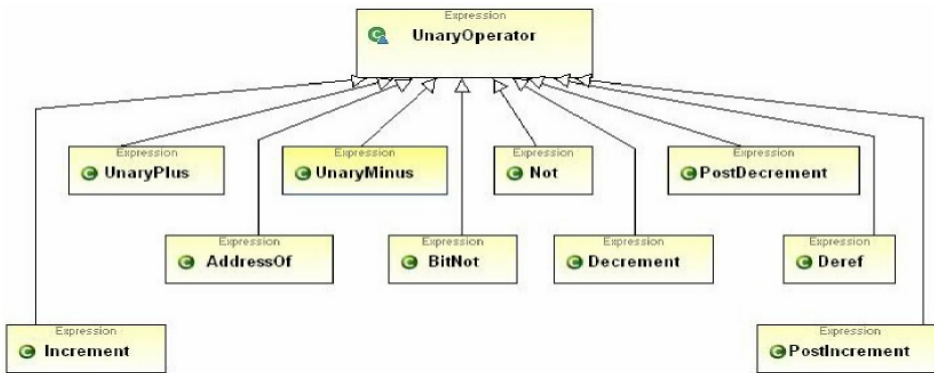 Expression
UnaryOperator
Expression
UnaryPlus
Expression
UnaryMinus
Expression
Not
Expression
PostDecrement
Expression
AddressOf
Expression
BitNot
Expression
Decrement
Expression
Deref
Expression
Increment
Expression
PostIncrement